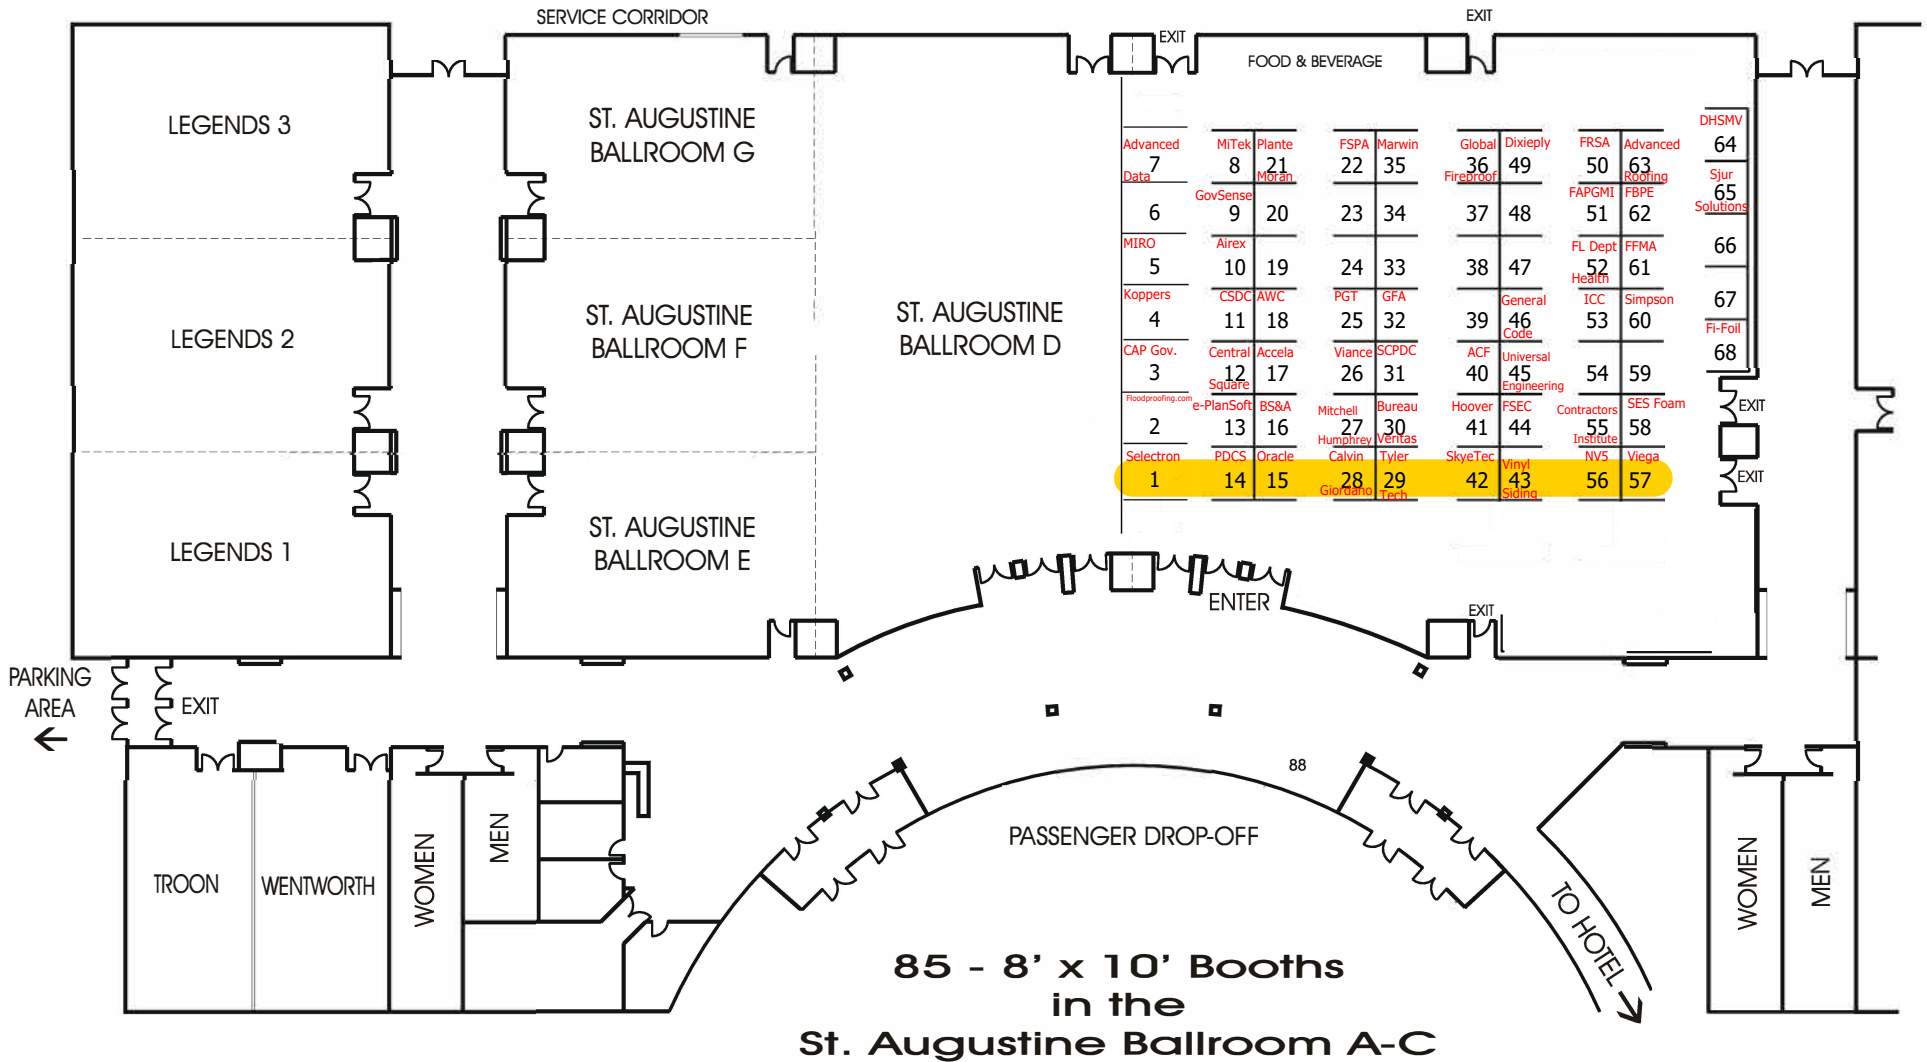 SERVICE CORRIDOR
EXIT
EXIT
FOOD & BEVERAGE
LEGENDS 3
ST. AUGUSTINE
BALLROOM G
LEGENDS 2
ST. AUGUSTINE
BALLROOM F
ST. AUGUSTINE
BALLROOM D
LEGENDS 1
ST. AUGUSTINE
BALLROOM E
Advanced
7
Data
6
MIRO
5
Koppers
4
CAP Gov.
3
Floodproofing.com
2
Selectron
1
MiTek
8
GovSense
9
Airex
10
CSDC
11
Central
12
Square
e-PlanSoft
13
PDCS
14
Plante
21
Moran
20
19
AWC
18
Accela
17
BS&A
16
Oracle
15
FSPA
22
23
24
PGT
25
Viance
26
Mitchell
27
Humphrey
Calvin
28
Giordano
Marwin
35
34
33
GFA
32
SCPDC
31
Bureau
30
Veritas
Tyler
29
Tech
Global
36
Fireproof
37
38
39
ACF
40
Hoover
41
SkyeTec
42
Dixieply
49
48
47
General
46
Code
Universal
45
Engineering
FSEC
44
Vinyl
43
Siding
FRSA
50
FAPGMI
51
FL Dept
52
Health
ICC
53
54
Contractors
55
Institute
NV5
56
Advanced
63
Roofing
FBPE
62
FFMA
61
Simpson
60
59
SES Foam
58
Viega
57
DHSMV
64
Sjur
65
Solutions
66
67
Fi-Foil
68
EXIT
EXIT
ENTER
EXIT
PARKING
AREA
EXIT
88
PASSENGER DROP-OFF
TROON
WENTWORTH
WOMEN
MEN
TO HOTEL
WOMEN
MEN
85 - 8’ x 10’ Booths
in the
St. Augustine Ballroom A-C